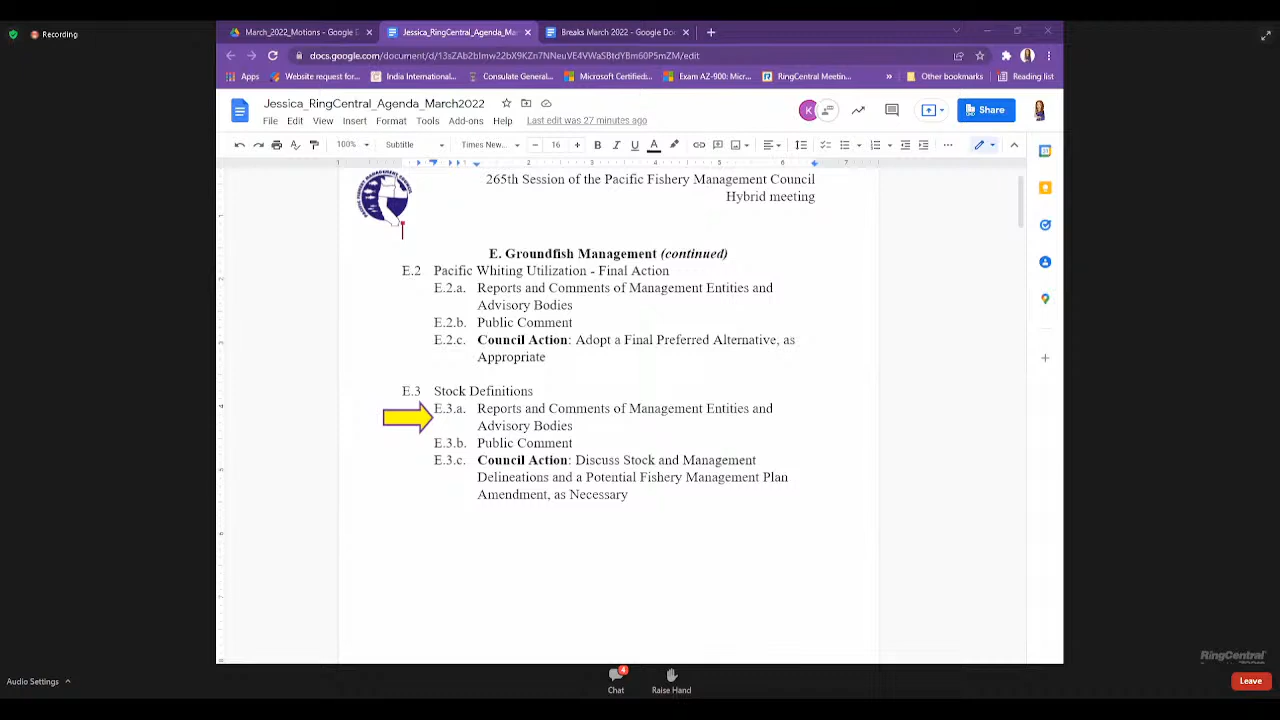 Recording
March_2022_Motions - Google D
Jessica_RingCentral_Agenda_Ma
Breaks March 2022 - Google Doc
docs.google.com/document/d/13sZAb2bImw22bX9KZn7NNeuVE4VWaSBtdYBm60P5mZM/edit
Apps
Website request for...
India International...
Consulate General...
Microsoft Certified...
Exam AZ-900: Micr...
RingCentral Meetin...
»
Other bookmarks
Reading list
Jessica_RingCentral_Agenda_March2022
File Edit View Insert Format Tools Add-ons Help
Last edit was 27 minutes ago
K
Share
100%
Subtitle
Times New...
16
B I U A
265th Session of the Pacific Fishery Management Council
Hybrid meeting
E. Groundfish Management (continued)
E.2 Pacific Whiting Utilization - Final Action
E.2.a. Reports and Comments of Management Entities and
Advisory Bodies
E.2.b. Public Comment
E.2.c. Council Action: Adopt a Final Preferred Alternative, as
Appropriate
E.3 Stock Definitions
E.3.a. Reports and Comments of Management Entities and
Advisory Bodies
E.3.b. Public Comment
E.3.c. Council Action: Discuss Stock and Management
Delineations and a Potential Fishery Management Plan
Amendment, as Necessary
RingCentral
Audio Settings
4
Chat
Raise Hand
Leave